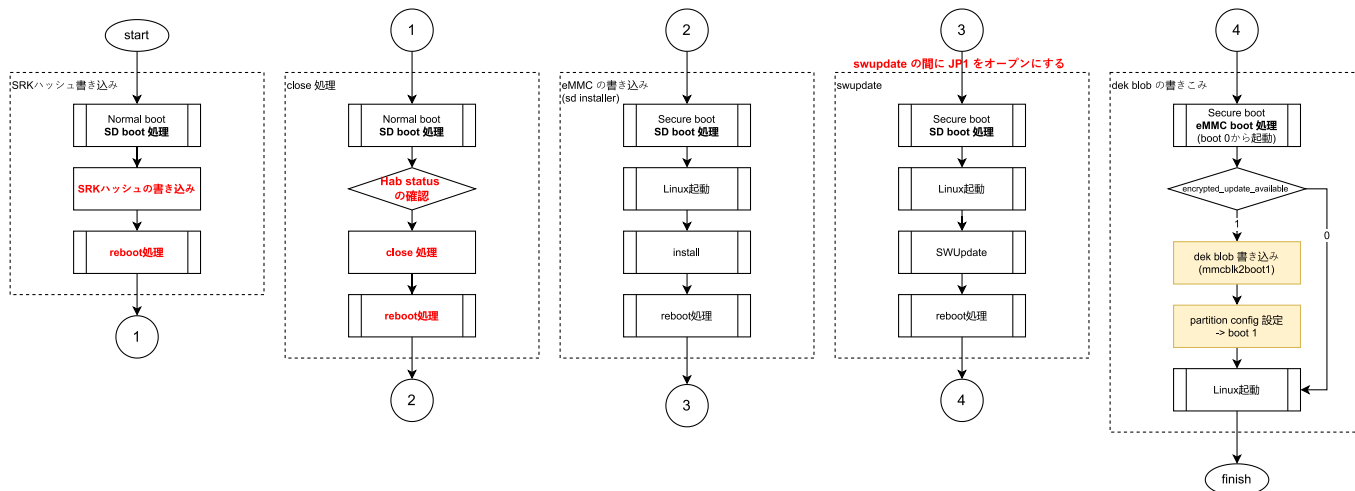 start
SRKハッシュ書き込み
Normal boot
SD boot 処理
SRKハッシュの書き込み
reboot処理
1
1
close 処理
Normal boot
SD boot 処理
Hab status
の確認
close 処理
reboot処理
2
2
eMMC の書き込み
(sd installer)
Secure boot
SD boot 処理
Linux起動
install
reboot処理
3
3
swupdate の間に JP1 をオープンにする
swupdate
Secure boot
SD boot 処理
Linux起動
SWUpdate
reboot処理
4
4
dek blob の書きこみ
Secure boot
eMMC boot 処理
(boot 0から起動)
encrypted_update_available
1
0
dek blob 書き込み
(mmcblk2boot1)
partition config 設定
-> boot 1
Linux起動
finish